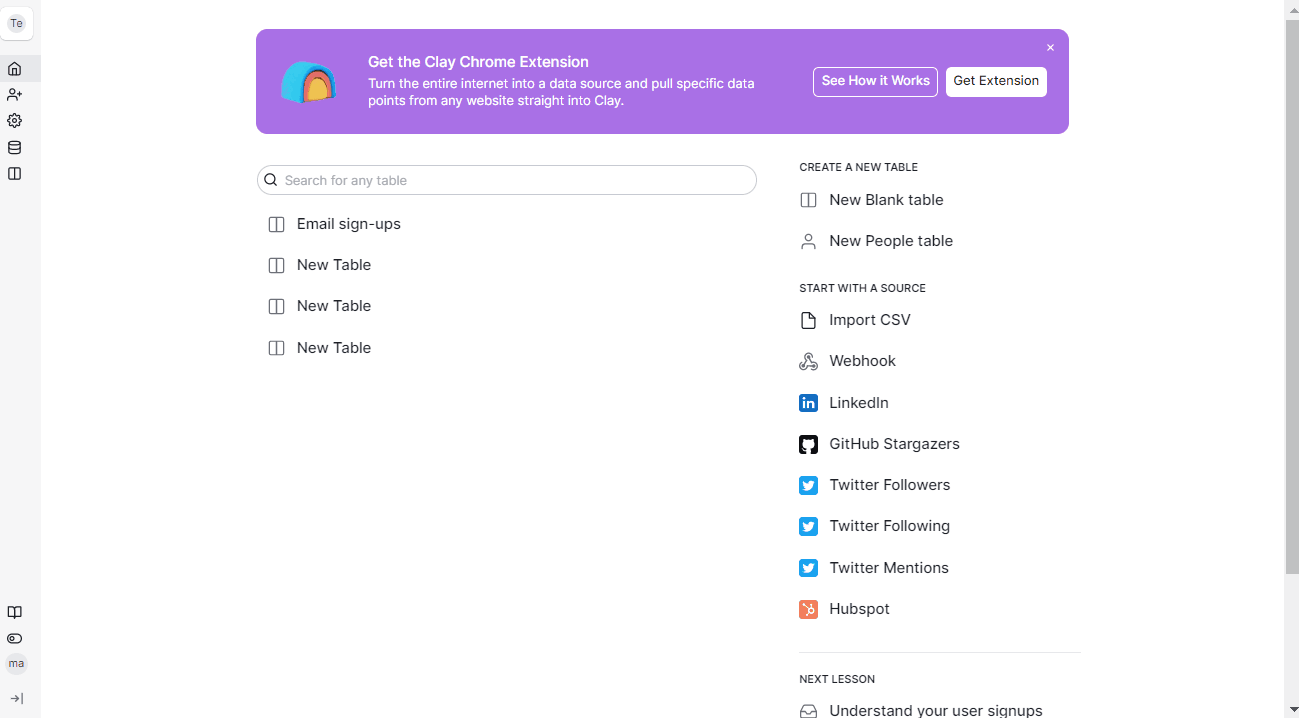 Te
Get the Clay Chrome Extension
Turn the entire internet into a data source and pull specific data
points from any website straight into Clay.
See How it Works
Get Extension
Search for any table
Email sign-ups
New Table
New Table
New Table
CREATE A NEW TABLE
New Blank table
New People table
START WITH A SOURCE
Import CSV
Webhook
LinkedIn
GitHub Stargazers
Twitter Followers
Twitter Following
Twitter Mentions
Hubspot
NEXT LESSON
Understand your user signups
ma